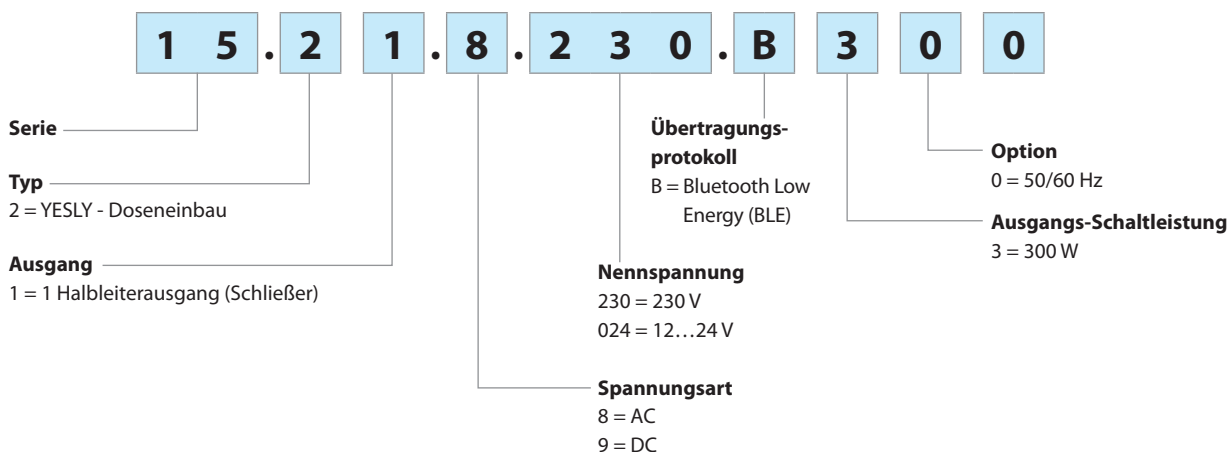 1 5 . 2 1 . 8 . 2 3 0 . B 3 0 0
Serie
Typ
2 = YESLY - Doseneinbau
Ausgang
1 = 1 Halbleiterausgang (Schließer)
Übertragungs-
protokoll
B = Bluetooth Low
Energy (BLE)
Nennspannung
230 = 230 V
024 = 12…24 V
Spannungsart
8 = AC
9 = DC
Option
0 = 50/60 Hz
Ausgangs-Schaltleistung
3 = 300 W